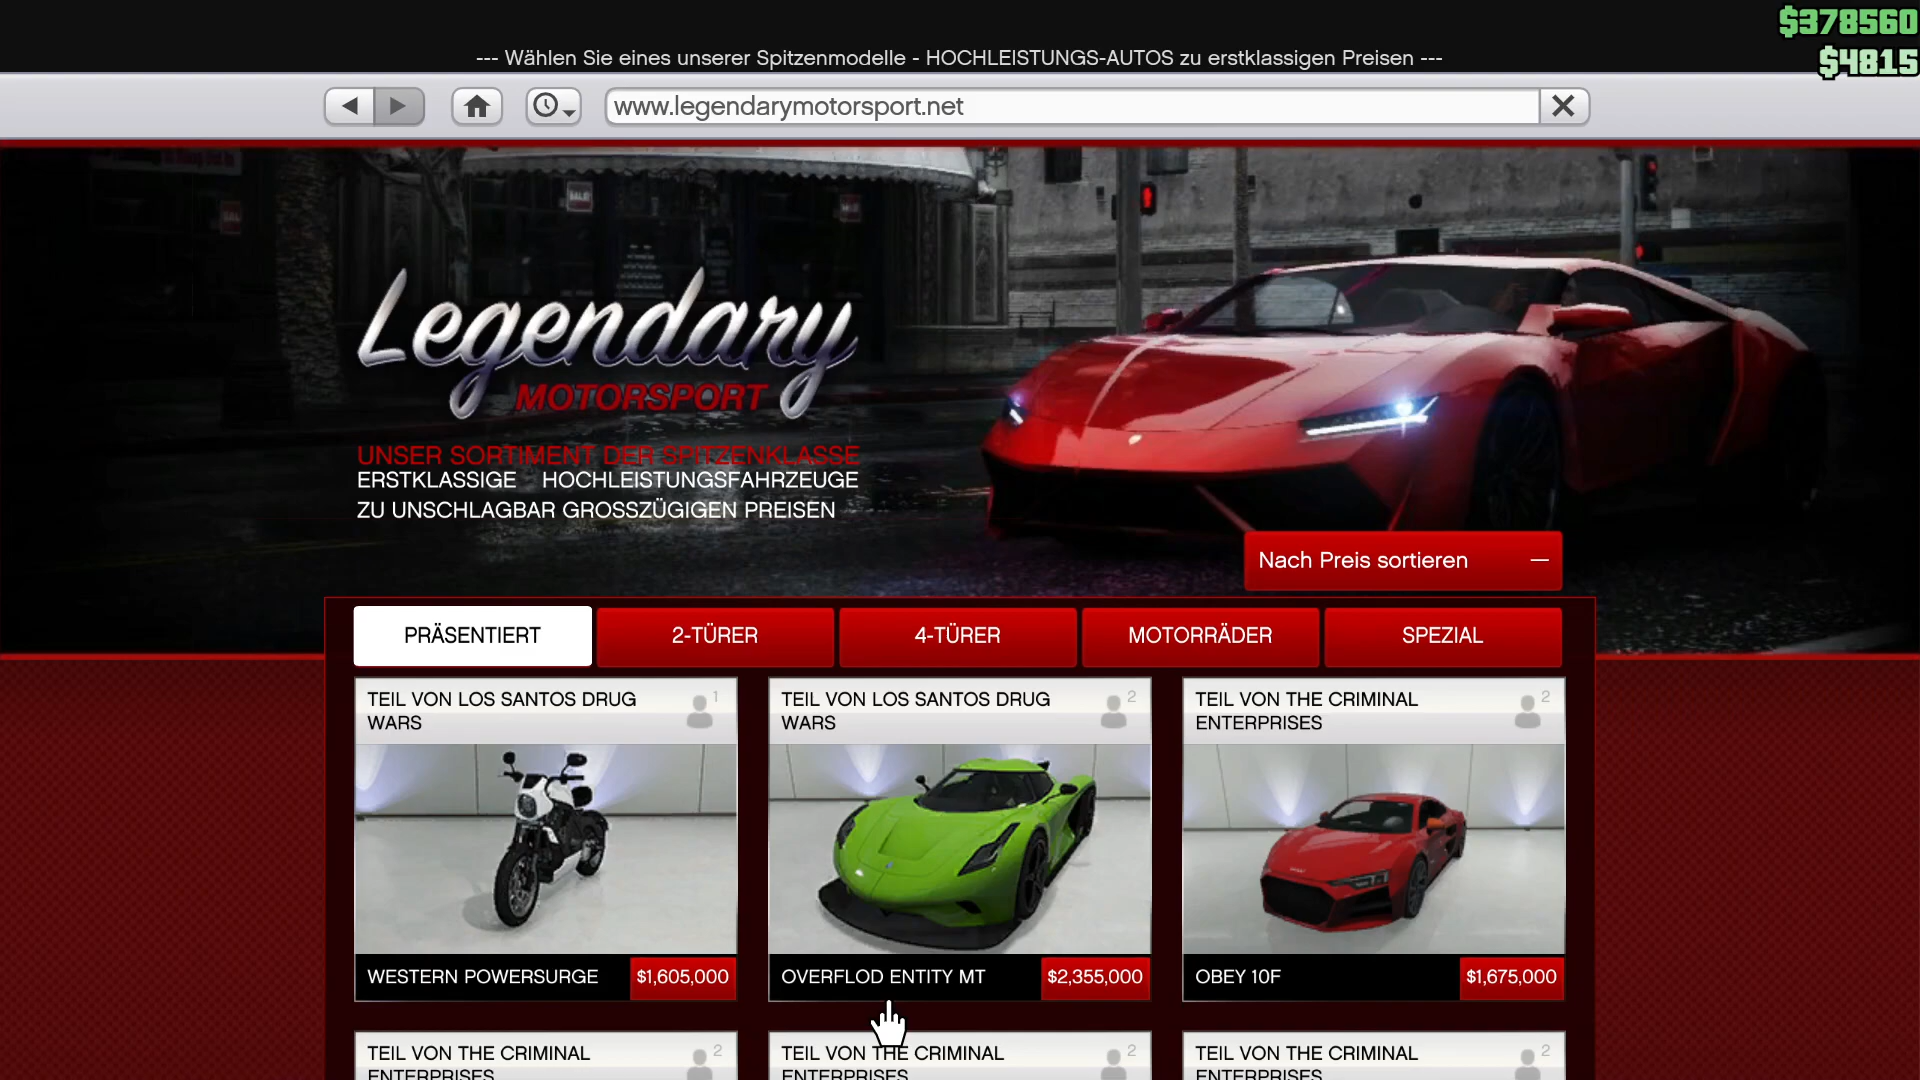 $378560
$4815
--- Wählen Sie eines unserer Spitzenmodelle - HOCHLEISTUNGS-AUTOS zu erstklassigen Preisen ---
www.legendarymotorsport.net
SALE
Legendary
MOTORSPORT
UNSER SORTIMENT DER SPITZENKLASSE
ERSTKLASSIGE HOCHLEISTUNGSFAHRZEUGE
ZU UNSCHLAGBAR GROSSZÜGIGEN PREISEN
Nach Preis sortieren
PRÄSENTIERT
2-TÜRER
4-TÜRER
MOTORRÄDER
SPEZIAL
TEIL VON LOS SANTOS DRUG
WARS
1
TEIL VON LOS SANTOS DRUG
WARS
2
TEIL VON THE CRIMINAL
ENTERPRISES
2
WESTERN POWERSURGE
$1,605,000
OVERFLOD ENTITY MT
$2,355,000
OBEY 10F
$1,675,000
TEIL VON THE CRIMINAL
ENTERPRISES
2
TEIL VON THE CRIMINAL
ENTERPRISES
2
TEIL VON THE CRIMINAL
ENTERPRISES
2